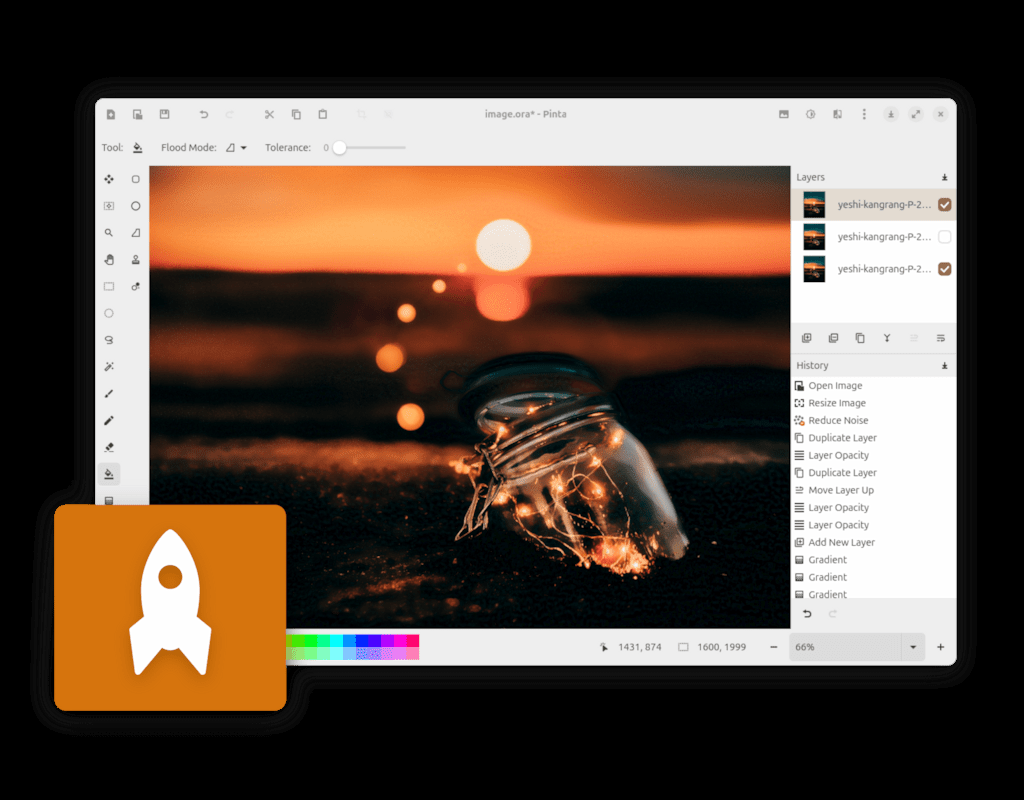 image.ora* - Pinta
Tool:
Flood Mode:
Tolerance: 0
Layers
yeshi-kangrang-P-2...
yeshi-kangrang-P-2...
yeshi-kangrang-P-2...
History
Open Image
Resize Image
Reduce Noise
Duplicate Layer
Layer Opacity
Duplicate Layer
Move Layer Up
Layer Opacity
Layer Opacity
Add New Layer
Gradient
Gradient
Gradient
1431, 874
1600, 1999
66%